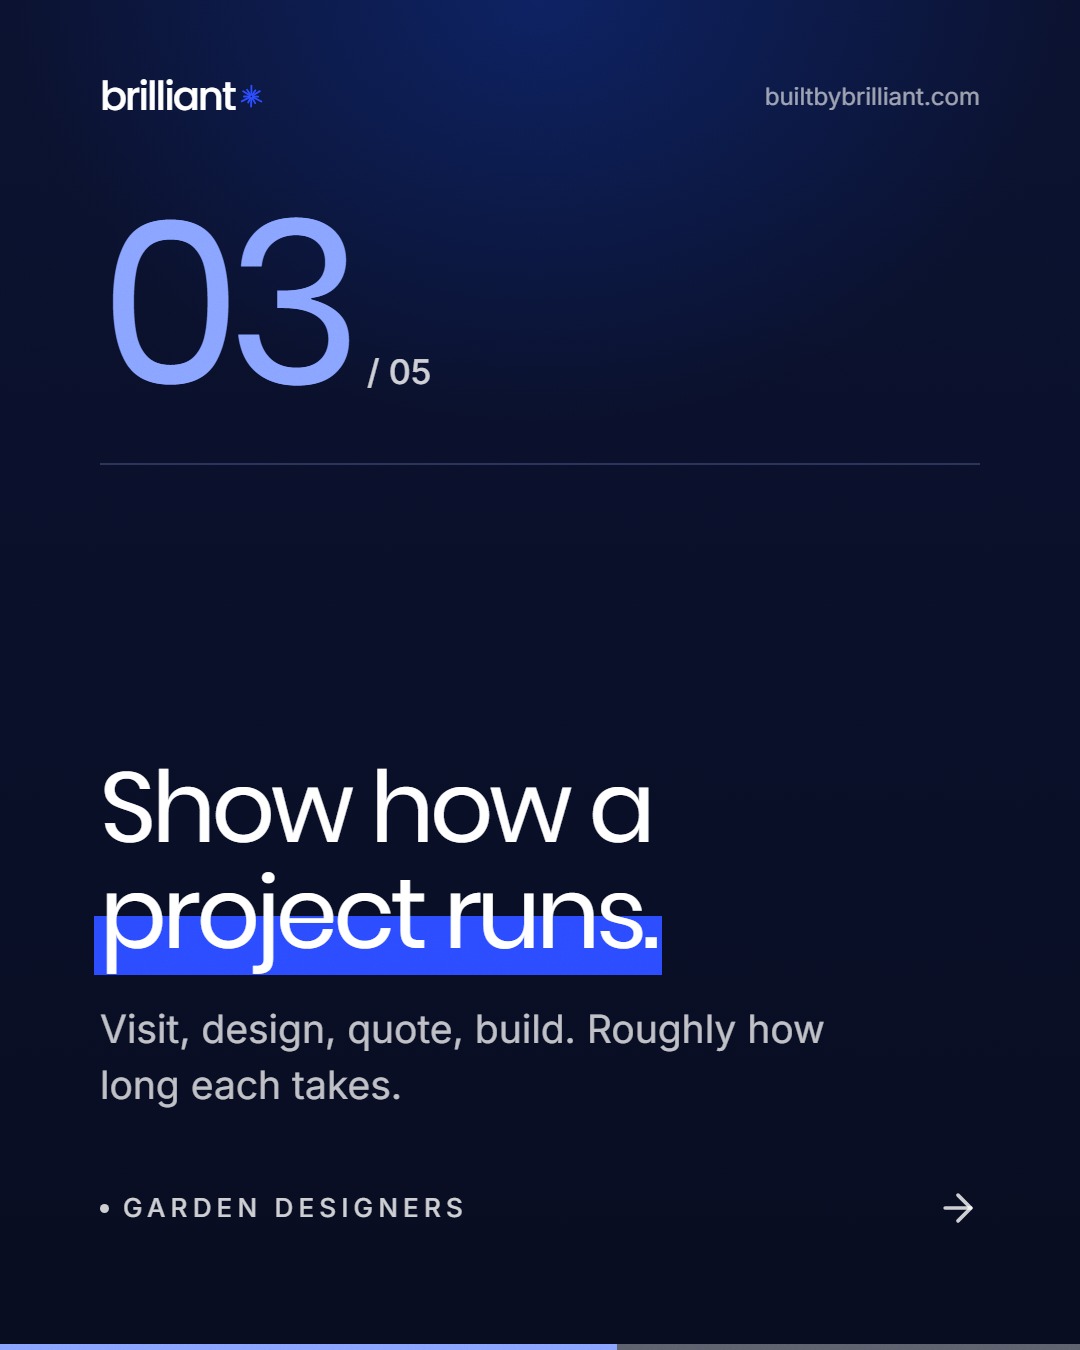 brilliant
builtbybrilliant.com
03 / 05
Show how a
project runs.
Visit, design, quote, build. Roughly how
long each takes.
• GARDEN DESIGNERS